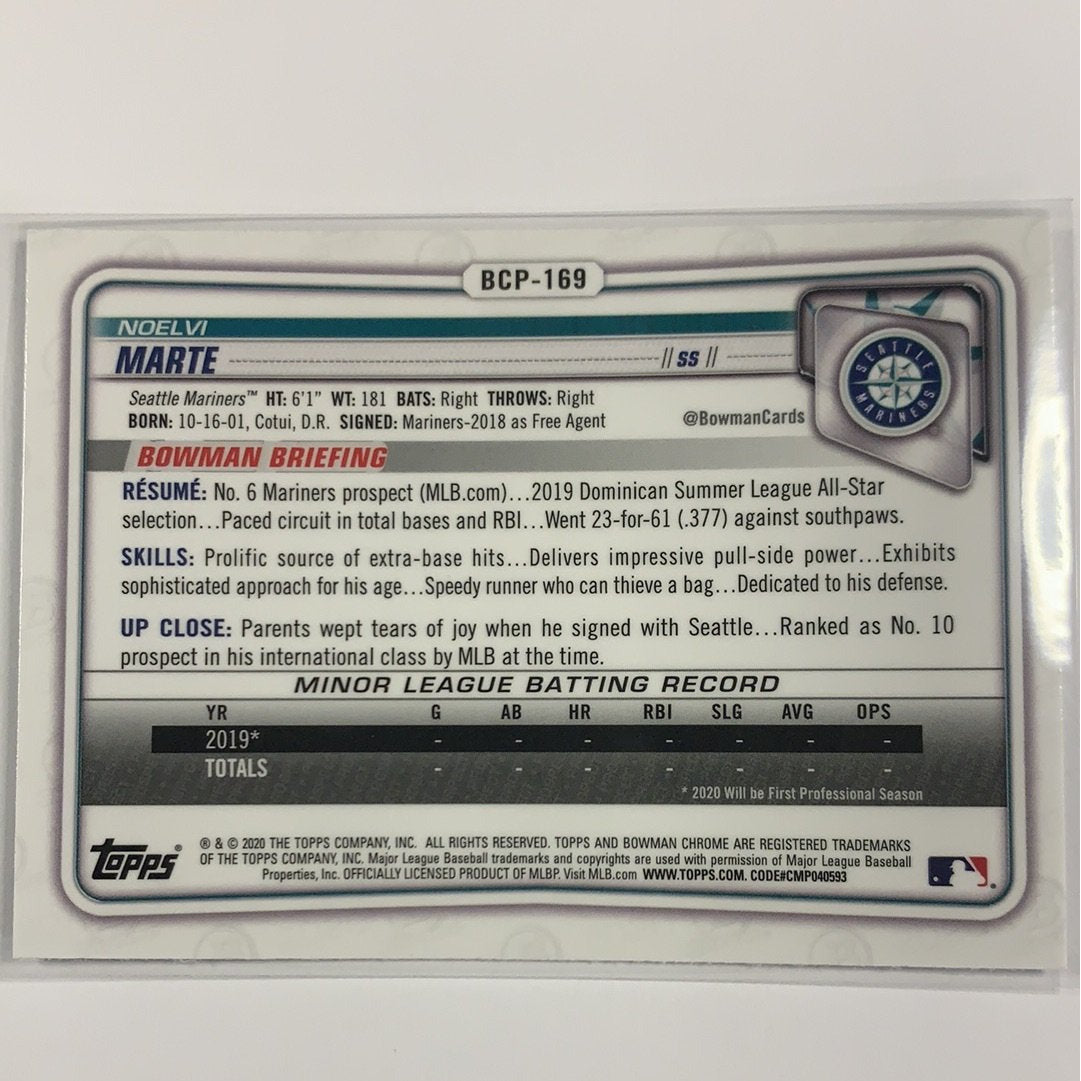 BCP-169
NOELVI
MARTE // SS //
Seattle Mariners™ HT: 6'1" WT: 181 BATS: Right THROWS: Right
BORN: 10-16-01, Cotui, D.R. SIGNED: Mariners-2018 as Free Agent
@BowmanCards
SEATTLE MARINERS
BOWMAN BRIEFING
RÉSUMÉ: No. 6 Mariners prospect (MLB.com)...2019 Dominican Summer League All-Star
selection...Paced circuit in total bases and RBI...Went 23-for-61 (.377) against southpaws.
SKILLS: Prolific source of extra-base hits...Delivers impressive pull-side power...Exhibits
sophisticated approach for his age...Speedy runner who can thieve a bag...Dedicated to his defense.
UP CLOSE: Parents wept tears of joy when he signed with Seattle...Ranked as No. 10
prospect in his international class by MLB at the time.
MINOR LEAGUE BATTING RECORD
YR G AB HR RBI SLG AVG OPS
2019* - - - - - - -
TOTALS - - - - - - -
* 2020 Will be First Professional Season
topps®
® & © 2020 THE TOPPS COMPANY, INC. ALL RIGHTS RESERVED. TOPPS AND BOWMAN CHROME ARE REGISTERED TRADEMARKS
OF THE TOPPS COMPANY, INC. Major League Baseball trademarks and copyrights are used with permission of Major League Baseball
Properties, Inc. OFFICIALLY LICENSED PRODUCT OF MLBP. Visit MLB.com WWW.TOPPS.COM. CODE#CMP040593